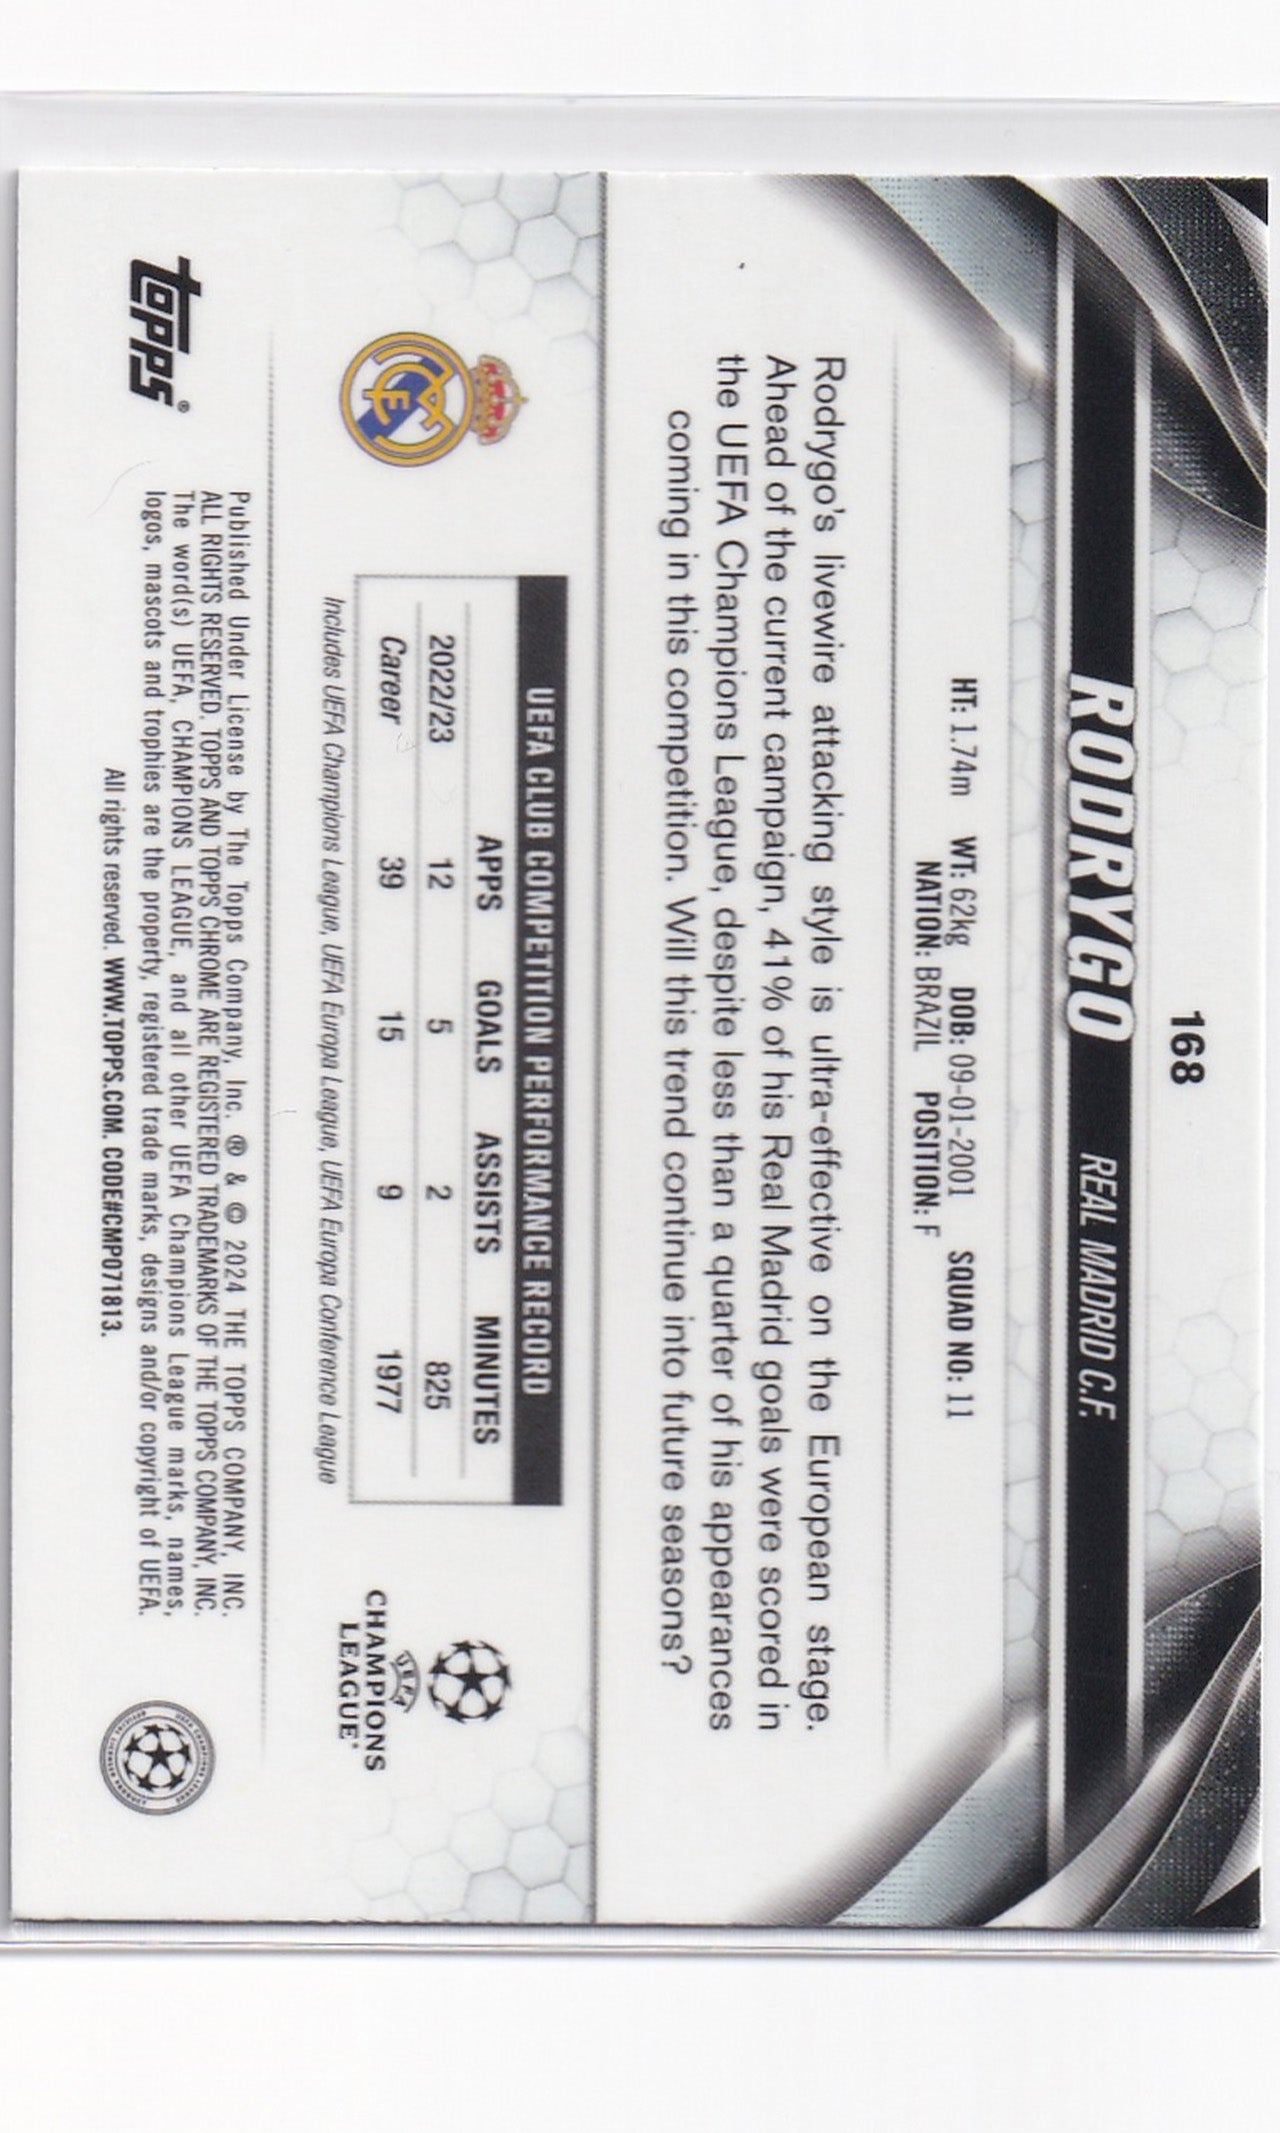 168
RODRYGO REAL MADRID C.F.
HT: 1.74m WT: 62kg DOB: 09-01-2001 SQUAD NO: 11
NATION: BRAZIL POSITION: F
Rodrygo's livewire attacking style is ultra-effective on the European stage.
Ahead of the current campaign, 41% of his Real Madrid goals were scored in
the UEFA Champions League, despite less than a quarter of his appearances
coming in this competition. Will this trend continue into future seasons?
UEFA CLUB COMPETITION PERFORMANCE RECORD
APPS GOALS ASSISTS MINUTES
2022/23 12 5 2 825
Career 39 15 9 1977
Includes UEFA Champions League, UEFA Europa League, UEFA Europa Conference League
UEFA
CHAMPIONS
LEAGUE®
topps®
Published Under License by The Topps Company, Inc. ® & © 2024 THE TOPPS COMPANY, INC.
ALL RIGHTS RESERVED. TOPPS AND TOPPS CHROME ARE REGISTERED TRADEMARKS OF THE TOPPS COMPANY, INC.
The word(s) UEFA, CHAMPIONS LEAGUE, and all other UEFA Champions League marks, names,
logos, mascots and trophies are the property, registered trade marks, designs and/or copyright of UEFA.
All rights reserved. WWW.TOPPS.COM. CODE#CMP071813.